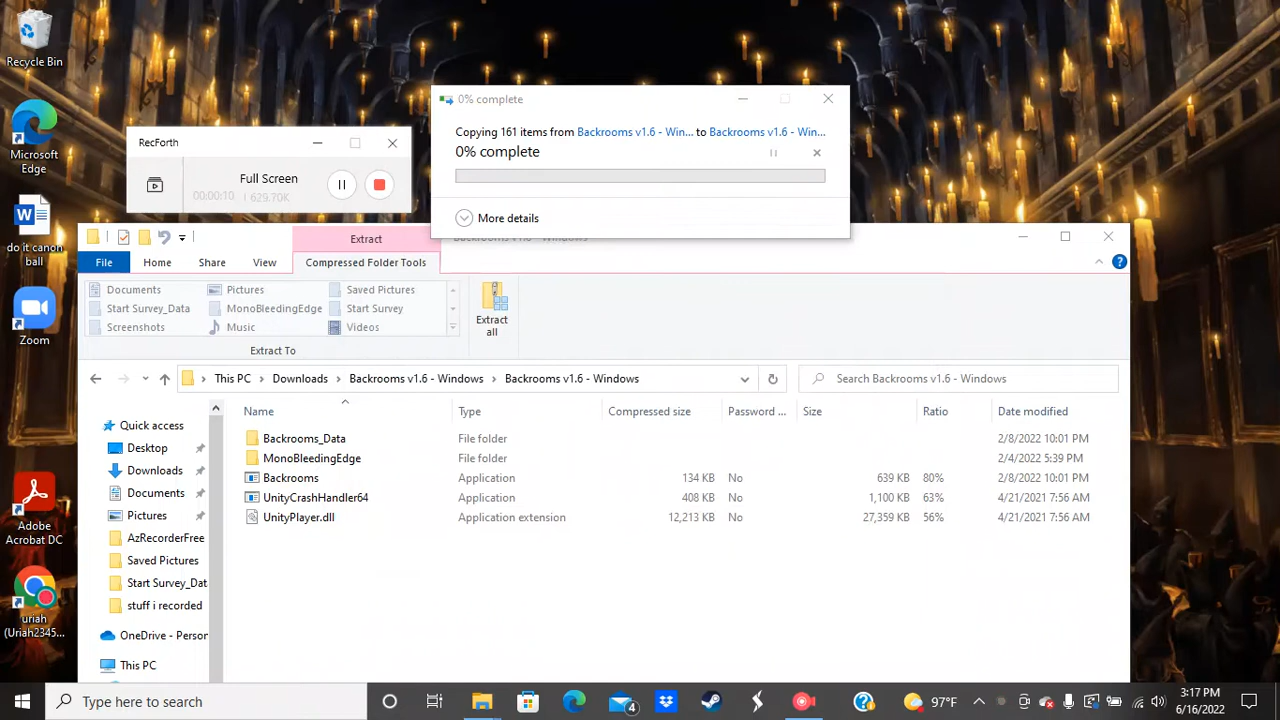 Recycle Bin
Microsoft
Edge
do it canon
ball
Zoom
Adobe
Acrobat DC
uriah
(Uriah2345...
RecForth
Full Screen
00:00:10 629.70K
0% complete
Copying 161 items from Backrooms v1.6 - Win... to Backrooms v1.6 - Win...
0% complete
More details
Extract
File Home Share View Compressed Folder Tools
Documents Pictures Saved Pictures
Start Survey_Data MonoBleedingEdge Start Survey
Screenshots Music Videos
Extract To
Extract
all
This PC > Downloads > Backrooms v1.6 - Windows > Backrooms v1.6 - Windows
Search Backrooms v1.6 - Windows
Name Type Compressed size Password ... Size Ratio Date modified
Backrooms_Data File folder 2/8/2022 10:01 PM
MonoBleedingEdge File folder 2/4/2022 5:39 PM
Backrooms Application 134 KB No 639 KB 80% 2/8/2022 10:01 PM
UnityCrashHandler64 Application 408 KB No 1,100 KB 63% 4/21/2021 7:56 AM
UnityPlayer.dll Application extension 12,213 KB No 27,359 KB 56% 4/21/2021 7:56 AM
Quick access
Desktop
Downloads
Documents
Pictures
AzRecorderFree
Saved Pictures
Start Survey_Dat
stuff i recorded
OneDrive - Person
This PC
Type here to search
4
97°F
3:17 PM
6/16/2022